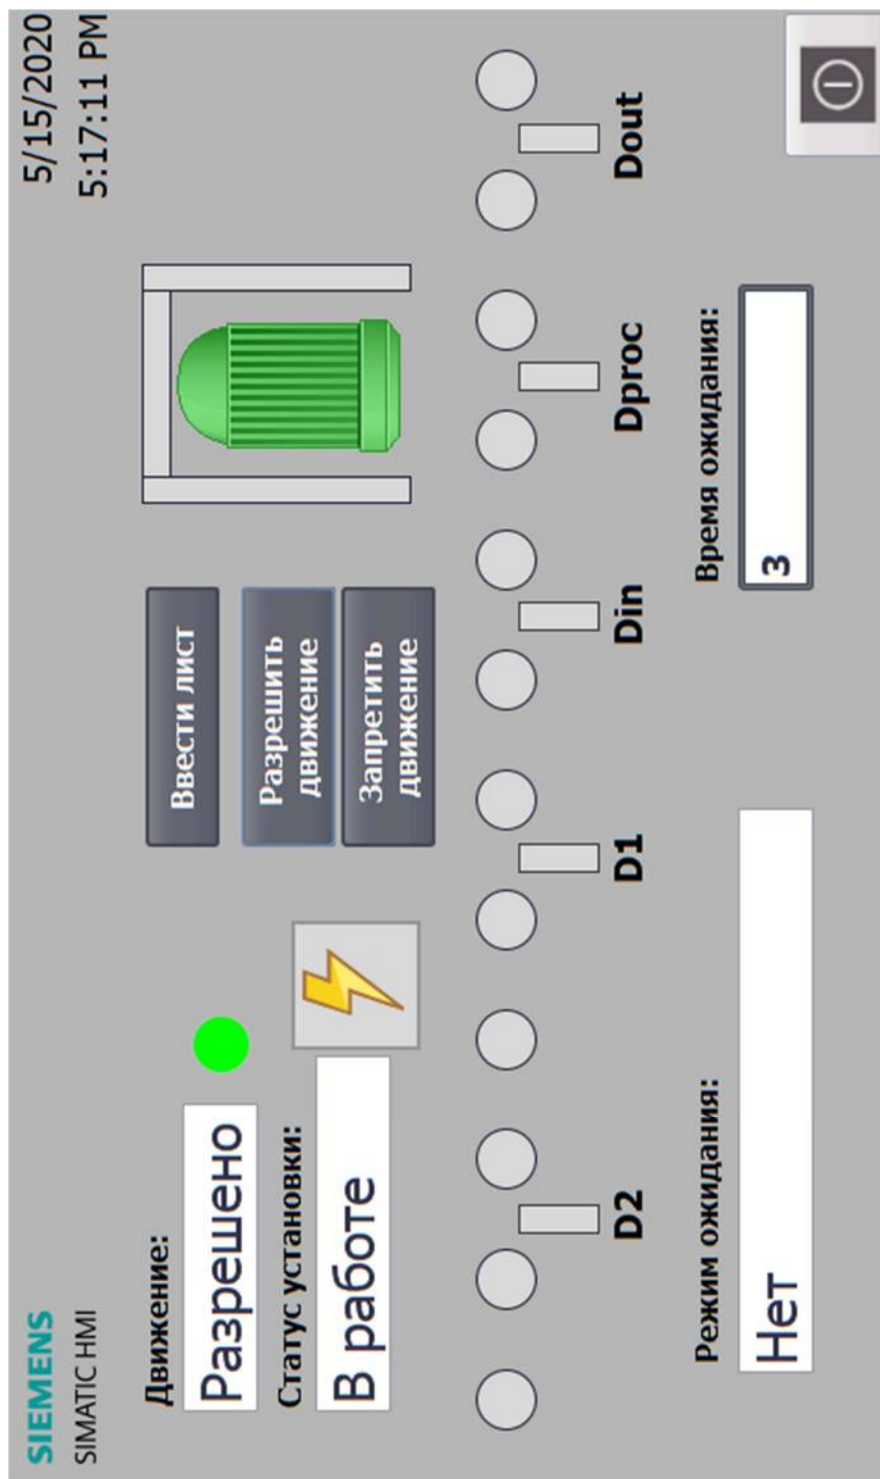 SIEMENS
SIMATIC HMI
5/15/2020
5:17:11 PM
Движение:
Разрешено
Статус установки:
В работе
Ввести лист
Разрешить
движение
Запретить
движение
D2
D1
Din
Dproc
Dout
Режим ожидания:
Нет
Время ожидания:
3